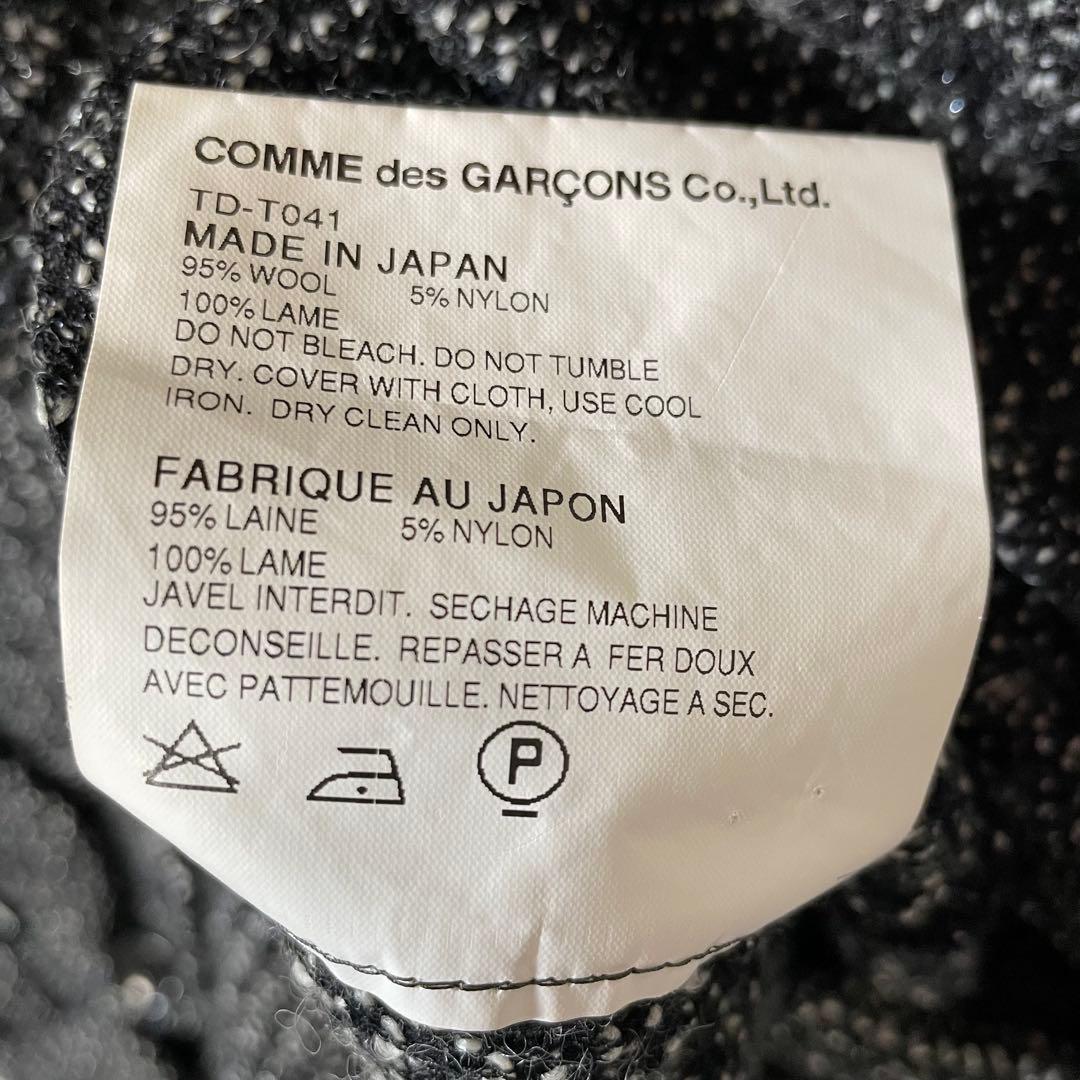 COMME des GARÇONS Co.,Ltd.
TD-T041
MADE IN JAPAN
95% WOOL 5% NYLON
100% LAME
DO NOT BLEACH. DO NOT TUMBLE
DRY. COVER WITH CLOTH, USE COOL
IRON. DRY CLEAN ONLY.
FABRIQUE AU JAPON
95% LAINE 5% NYLON
100% LAME
JAVEL INTERDIT. SECHAGE MACHINE
DECONSEILLE. REPASSER A FER DOUX
AVEC PATTEMOUILLE. NETTOYAGE A SEC.
P